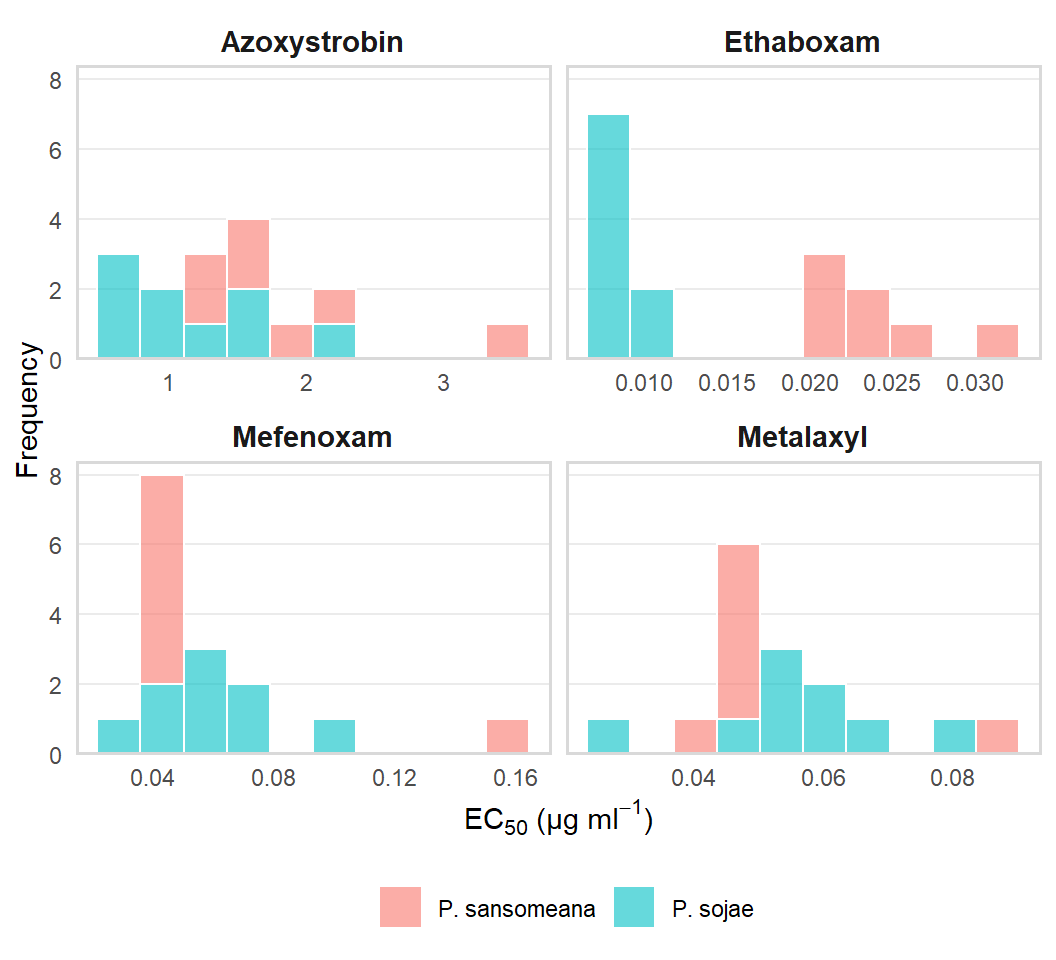 Azoxystrobin
Ethaboxam
8
6
4
2
0
1 2 3
0.010 0.015 0.020 0.025 0.030
Frequency
Mefenoxam
Metalaxyl
8
6
4
2
0
0.04 0.08 0.12 0.16
0.04 0.06 0.08
EC₅₀ (µg ml⁻¹)
P. sansomeana
P. sojae